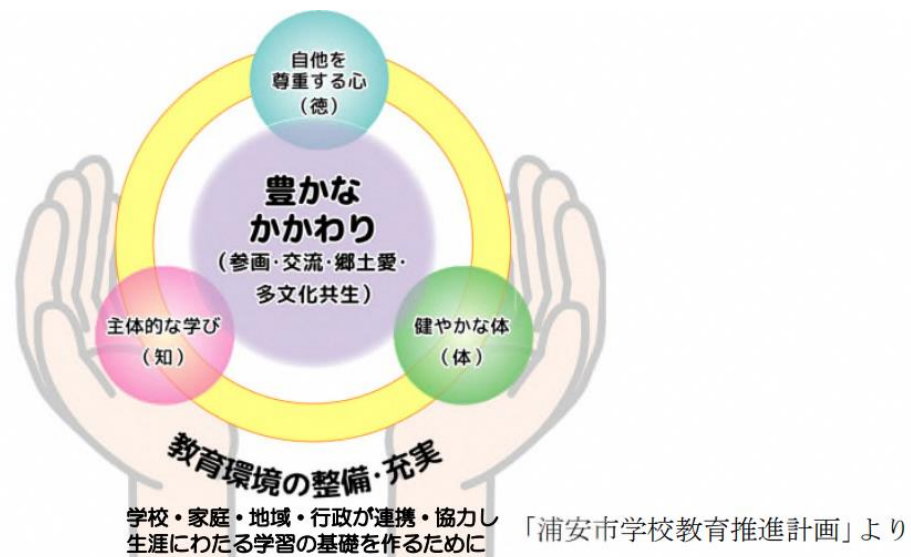 自他を
尊重する心
（徳）
豊かな
かかわり
（参画・交流・郷土愛・
多文化共生）
主体的な学び
（知）
健やかな体
（体）
教育環境の整備・充実
学校・家庭・地域・行政が連携・協力し
生涯にわたる学習の基礎を作るために
「浦安市学校教育推進計画」より